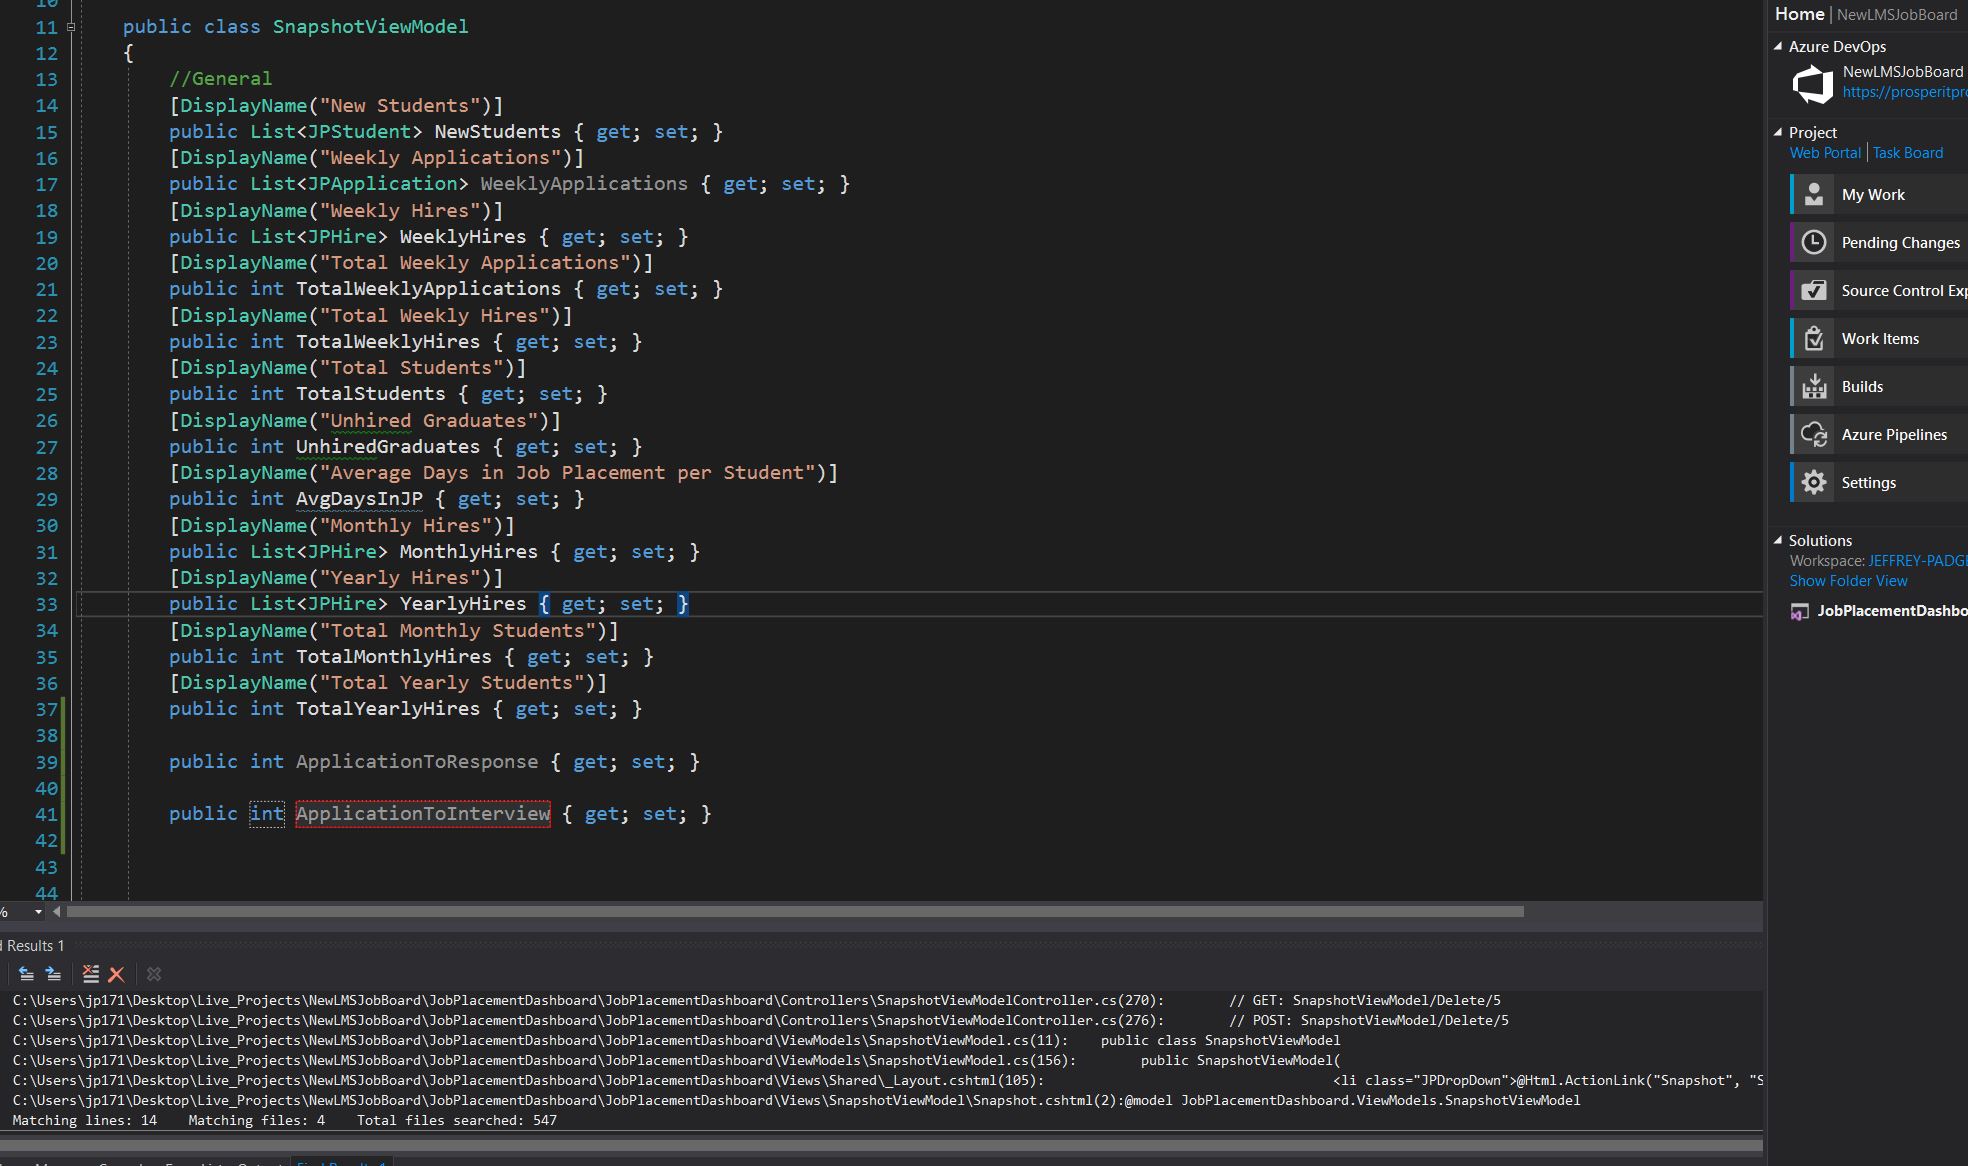 11 public class SnapshotViewModel
12 {
13 //General
14 [DisplayName("New Students")]
15 public List<JPStudent> NewStudents { get; set; }
16 [DisplayName("Weekly Applications")]
17 public List<JPApplication> WeeklyApplications { get; set; }
18 [DisplayName("Weekly Hires")]
19 public List<JPHire> WeeklyHires { get; set; }
20 [DisplayName("Total Weekly Applications")]
21 public int TotalWeeklyApplications { get; set; }
22 [DisplayName("Total Weekly Hires")]
23 public int TotalWeeklyHires { get; set; }
24 [DisplayName("Total Students")]
25 public int TotalStudents { get; set; }
26 [DisplayName("Unhired Graduates")]
27 public int UnhiredGraduates { get; set; }
28 [DisplayName("Average Days in Job Placement per Student")]
29 public int AvgDaysInJP { get; set; }
30 [DisplayName("Monthly Hires")]
31 public List<JPHire> MonthlyHires { get; set; }
32 [DisplayName("Yearly Hires")]
33 public List<JPHire> YearlyHires { get; set; }
34 [DisplayName("Total Monthly Students")]
35 public int TotalMonthlyHires { get; set; }
36 [DisplayName("Total Yearly Students")]
37 public int TotalYearlyHires { get; set; }
38
39 public int ApplicationToResponse { get; set; }
40
41 public int ApplicationToInterview { get; set; }
42
43
44
%
Results 1
C:\Users\jp171\Desktop\Live_Projects\NewLMSJobBoard\JobPlacementDashboard\JobPlacementDashboard\Controllers\SnapshotViewModelController.cs(270): // GET: SnapshotViewModel/Delete/5
C:\Users\jp171\Desktop\Live_Projects\NewLMSJobBoard\JobPlacementDashboard\JobPlacementDashboard\Controllers\SnapshotViewModelController.cs(276): // POST: SnapshotViewModel/Delete/5
C:\Users\jp171\Desktop\Live_Projects\NewLMSJobBoard\JobPlacementDashboard\JobPlacementDashboard\ViewModels\SnapshotViewModel.cs(11): public class SnapshotViewModel
C:\Users\jp171\Desktop\Live_Projects\NewLMSJobBoard\JobPlacementDashboard\JobPlacementDashboard\ViewModels\SnapshotViewModel.cs(156): public SnapshotViewModel(
C:\Users\jp171\Desktop\Live_Projects\NewLMSJobBoard\JobPlacementDashboard\JobPlacementDashboard\Views\Shared\_Layout.cshtml(105): <li class="JPDropDown">@Html.ActionLink("Snapshot", "S
C:\Users\jp171\Desktop\Live_Projects\NewLMSJobBoard\JobPlacementDashboard\JobPlacementDashboard\Views\SnapshotViewModel\Snapshot.cshtml(2):@model JobPlacementDashboard.ViewModels.SnapshotViewModel
Matching lines: 14 Matching files: 4 Total files searched: 547
Home | NewLMSJobBoard
Azure DevOps
NewLMSJobBoard
https://prosperitpro
Project
Web Portal | Task Board
My Work
Pending Changes
Source Control Exp
Work Items
Builds
Azure Pipelines
Settings
Solutions
Workspace: JEFFREY-PADGE
Show Folder View
JobPlacementDashbo